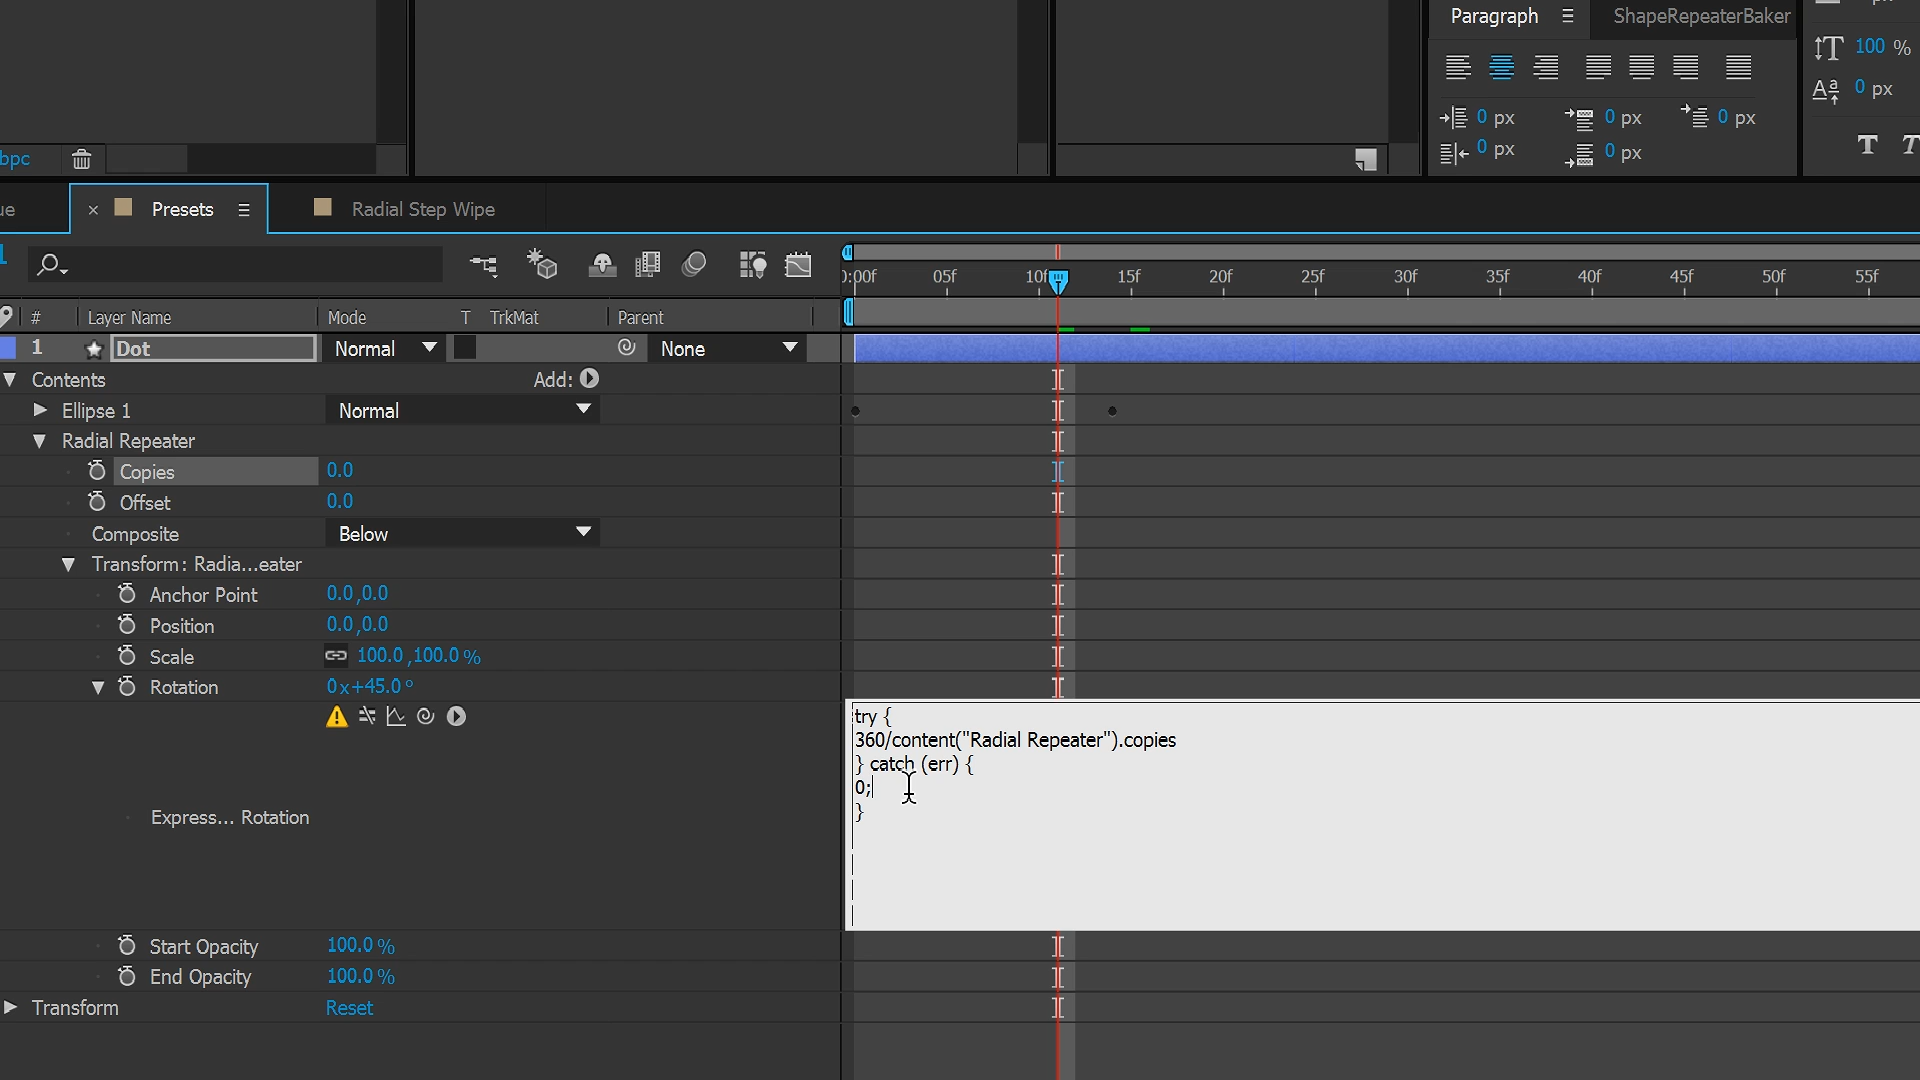 Paragraph
ShapeRepeaterBaker
100 %
0 px
0 px
0 px
0 px
0 px
0 px
bpc
ue
Presets
Radial Step Wipe
0:00f
05f
10f
15f
20f
25f
30f
35f
40f
45f
50f
55f
#
Layer Name
Mode
T
TrkMat
Parent
1
Dot
Normal
None
Contents
Add:
Ellipse 1
Normal
Radial Repeater
Copies
0.0
Offset
0.0
Composite
Below
Transform: Radia...eater
Anchor Point
0.0,0.0
Position
0.0,0.0
Scale
100.0,100.0%
Rotation
0x+45.0°
try {
360/content("Radial Repeater").copies
} catch (err) {
0;
}
Express... Rotation
Start Opacity
100.0%
End Opacity
100.0%
Transform
Reset